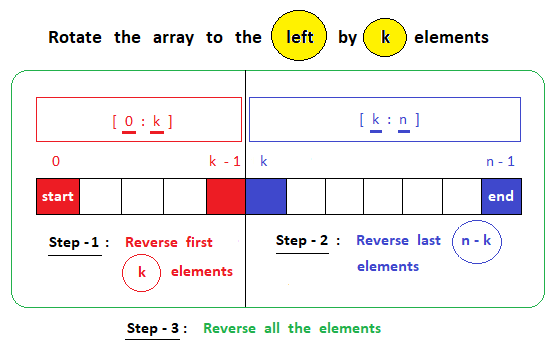 Rotate the array to the left by k elements
[ 0 : k ]
[ k : n ]
0
k - 1
k
n - 1
start
end
Step - 1 : Reverse first
k elements
Step - 2 : Reverse last n - k
elements
Step - 3 : Reverse all the elements